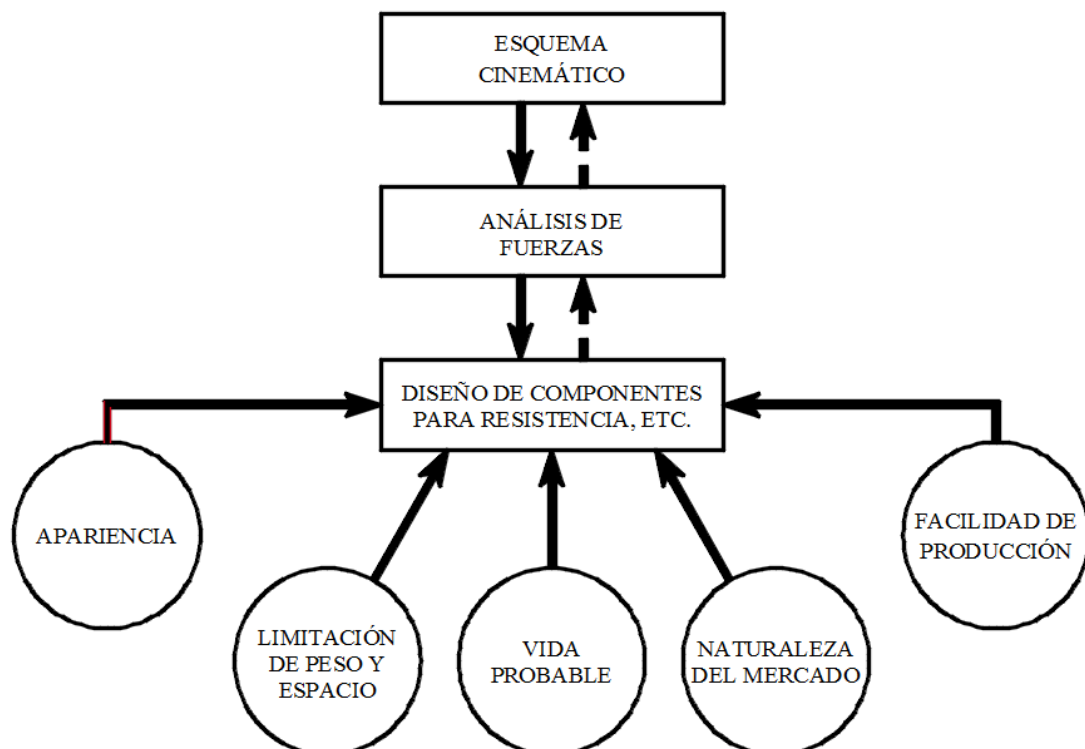 ESQUEMA
CINEMÁTICO
ANÁLISIS DE
FUERZAS
DISEÑO DE COMPONENTES
PARA RESISTENCIA, ETC.
APARIENCIA
LIMITACIÓN
DE PESO Y
ESPACIO
VIDA
PROBABLE
NATURALEZA
DEL MERCADO
FACILIDAD DE
PRODUCCIÓN